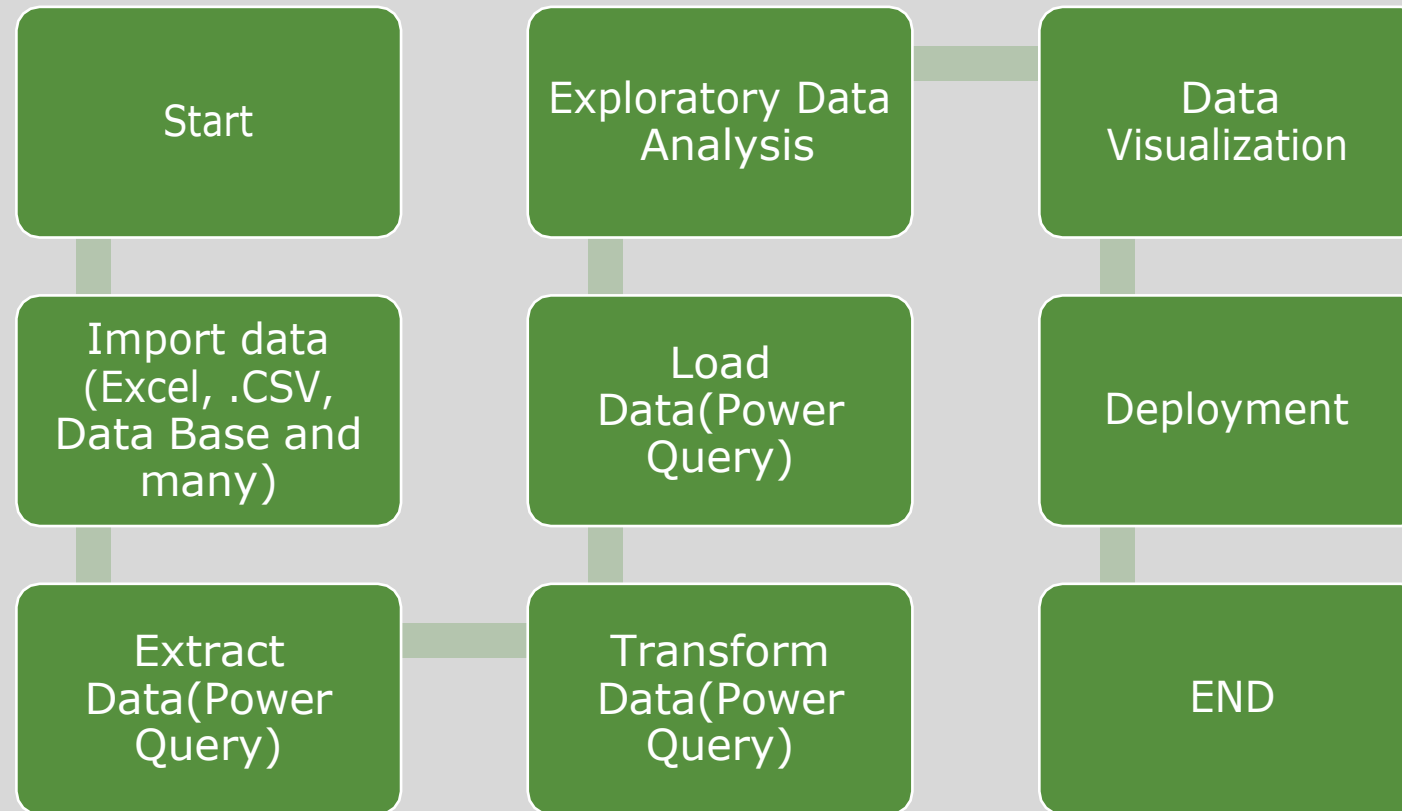 Start
Import data
(Excel, .CSV,
Data Base and
many)
Extract
Data(Power
Query)
Transform
Data(Power
Query)
Load
Data(Power
Query)
Exploratory Data
Analysis
Data
Visualization
Deployment
END